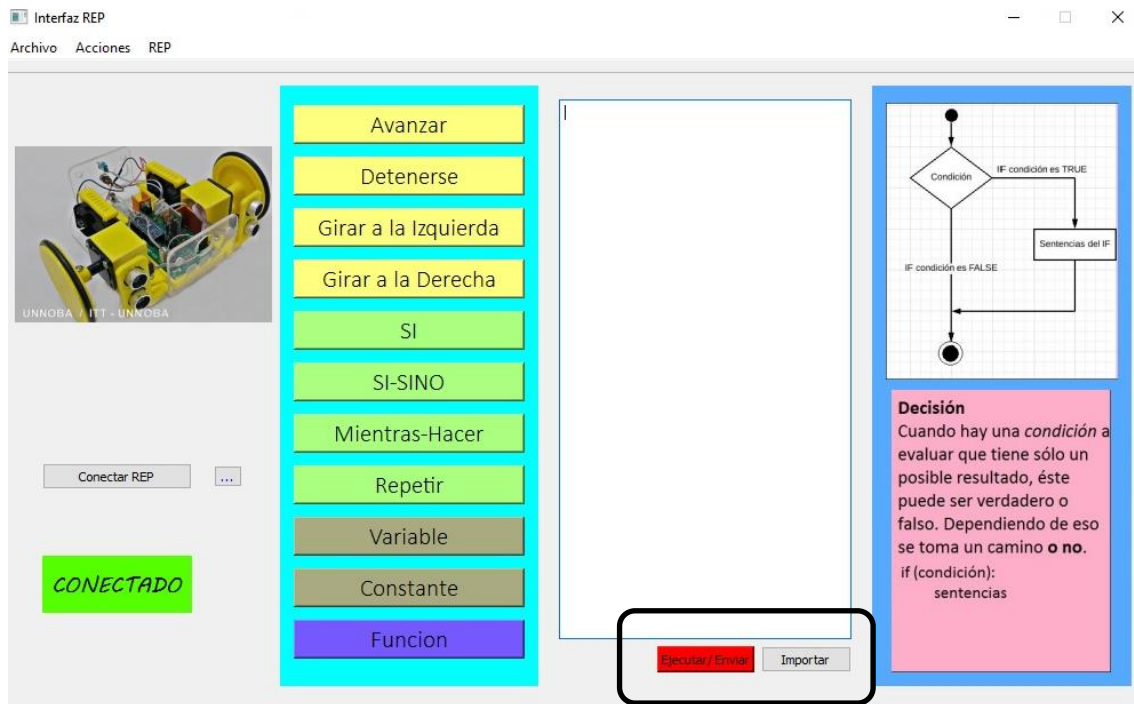 Interfaz REP
Archivo Acciones REP
UNNOBA / ITT - UNNOBA
Conectar REP ...
CONECTADO
Avanzar
Detenerse
Girar a la Izquierda
Girar a la Derecha
SI
SI-SINO
Mientras-Hacer
Repetir
Variable
Constante
Funcion
Ejecutar/Enviar Importar
Condición
IF condición es TRUE
Sentencias del IF
IF condición es FALSE
Decisión
Cuando hay una condición a
evaluar que tiene sólo un
posible resultado, éste
puede ser verdadero o
falso. Dependiendo de eso
se toma un camino o no.
if (condición):
sentencias